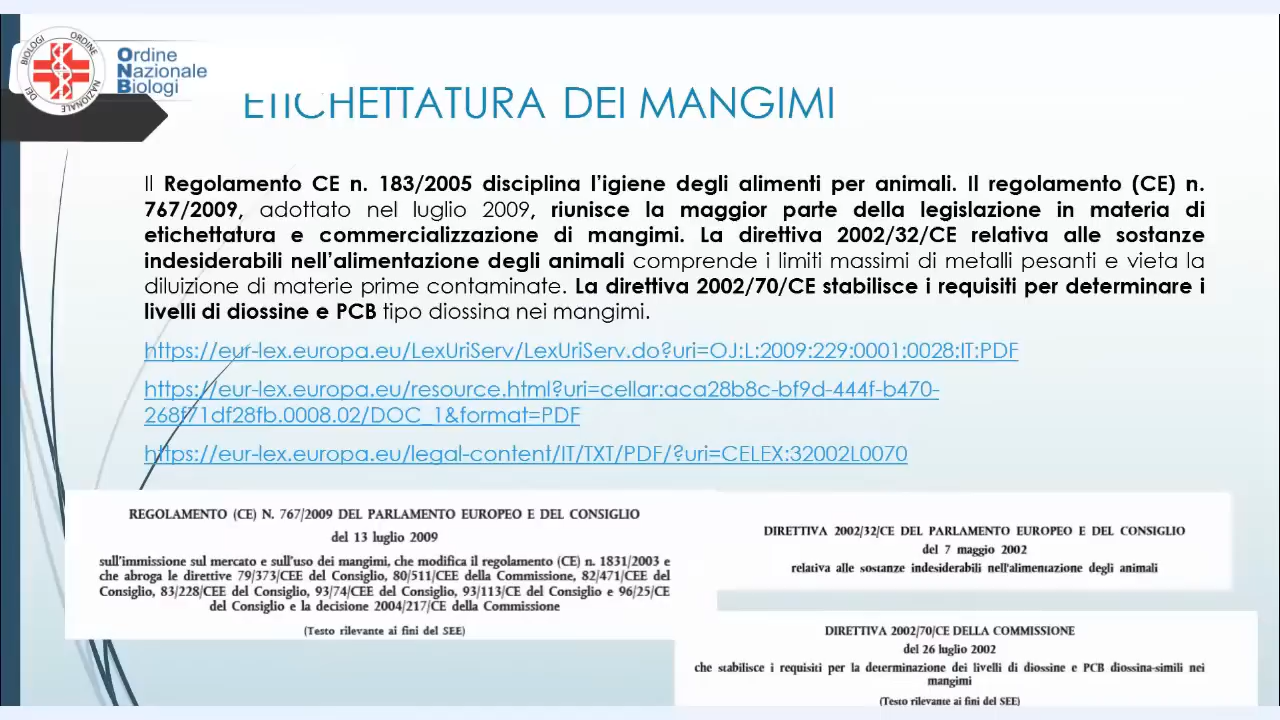 ORDINE
NAZIONALE
DEI
BIOLOGI
Ordine
Nazionale
Biologi
ETICHETTATURA DEI MANGIMI
Il Regolamento CE n. 183/2005 disciplina l’igiene degli alimenti per animali. Il regolamento (CE) n.
767/2009, adottato nel luglio 2009, riunisce la maggior parte della legislazione in materia di
etichettatura e commercializzazione di mangimi. La direttiva 2002/32/CE relativa alle sostanze
indesiderabili nell’alimentazione degli animali comprende i limiti massimi di metalli pesanti e vieta la
diluizione di materie prime contaminate. La direttiva 2002/70/CE stabilisce i requisiti per determinare i
livelli di diossine e PCB tipo diossina nei mangimi.
https://eur-lex.europa.eu/LexUriServ/LexUriServ.do?uri=OJ:L:2009:229:0001:0028:IT:PDF
https://eur-lex.europa.eu/resource.html?uri=cellar:aca28b8c-bf9d-444f-b470-
268f71df28fb.0008.02/DOC_1&format=PDF
https://eur-lex.europa.eu/legal-content/IT/TXT/PDF/?uri=CELEX:32002L0070
REGOLAMENTO (CE) N. 767/2009 DEL PARLAMENTO EUROPEO E DEL CONSIGLIO
del 13 luglio 2009
sull'immissione sul mercato e sull'uso dei mangimi, che modifica il regolamento (CE) n. 1831/2003 e
che abroga le direttive 79/373/CEE del Consiglio, 80/511/CEE della Commissione, 82/471/CEE del
Consiglio, 83/228/CEE del Consiglio, 93/74/CEE del Consiglio, 93/113/CE del Consiglio e 96/25/CE
del Consiglio e la decisione 2004/217/CE della Commissione
(Testo rilevante ai fini del SEE)
DIRETTIVA 2002/32/CE DEL PARLAMENTO EUROPEO E DEL CONSIGLIO
del 7 maggio 2002
relativa alle sostanze indesiderabili nell'alimentazione degli animali
DIRETTIVA 2002/70/CE DELLA COMMISSIONE
del 26 luglio 2002
che stabilisce i requisiti per la determinazione dei livelli di diossine e PCB diossina-simili nei
mangimi
(Testo rilevante ai fini del SEE)